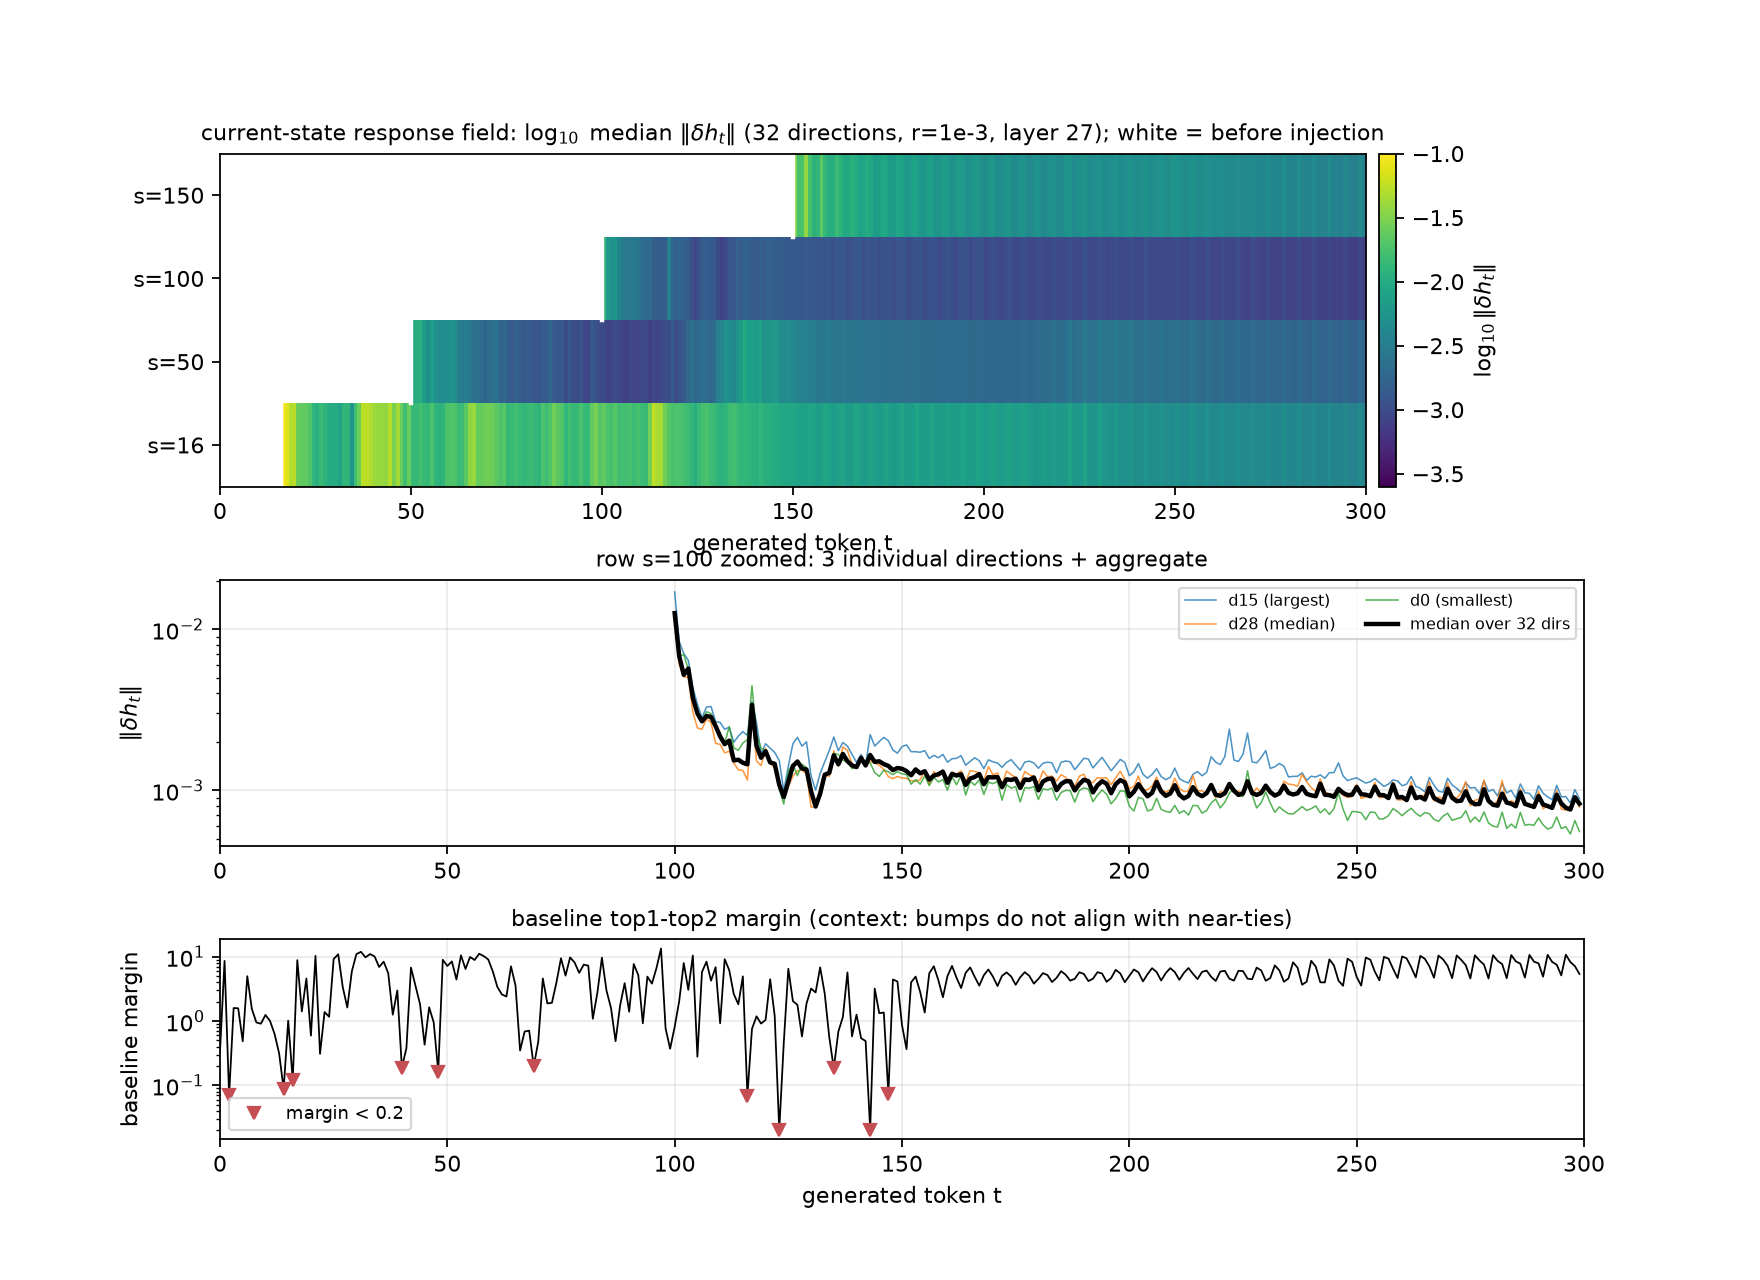 current-state response field: log₁₀ median ‖δhₜ‖ (32 directions, r=1e-3, layer 27); white = before injection
s=150
s=100
s=50
s=16
0 50 100 150 200 250 300
generated token t
−1.0
−1.5
−2.0
−2.5
−3.0
−3.5
log₁₀‖δhₜ‖
row s=100 zoomed: 3 individual directions + aggregate
d15 (largest)
d28 (median)
d0 (smallest)
median over 32 dirs
10⁻²
10⁻³
‖δhₜ‖
0 50 100 150 200 250 300
baseline top1-top2 margin (context: bumps do not align with near-ties)
10¹
10⁰
10⁻¹
baseline margin
margin < 0.2
0 50 100 150 200 250 300
generated token t